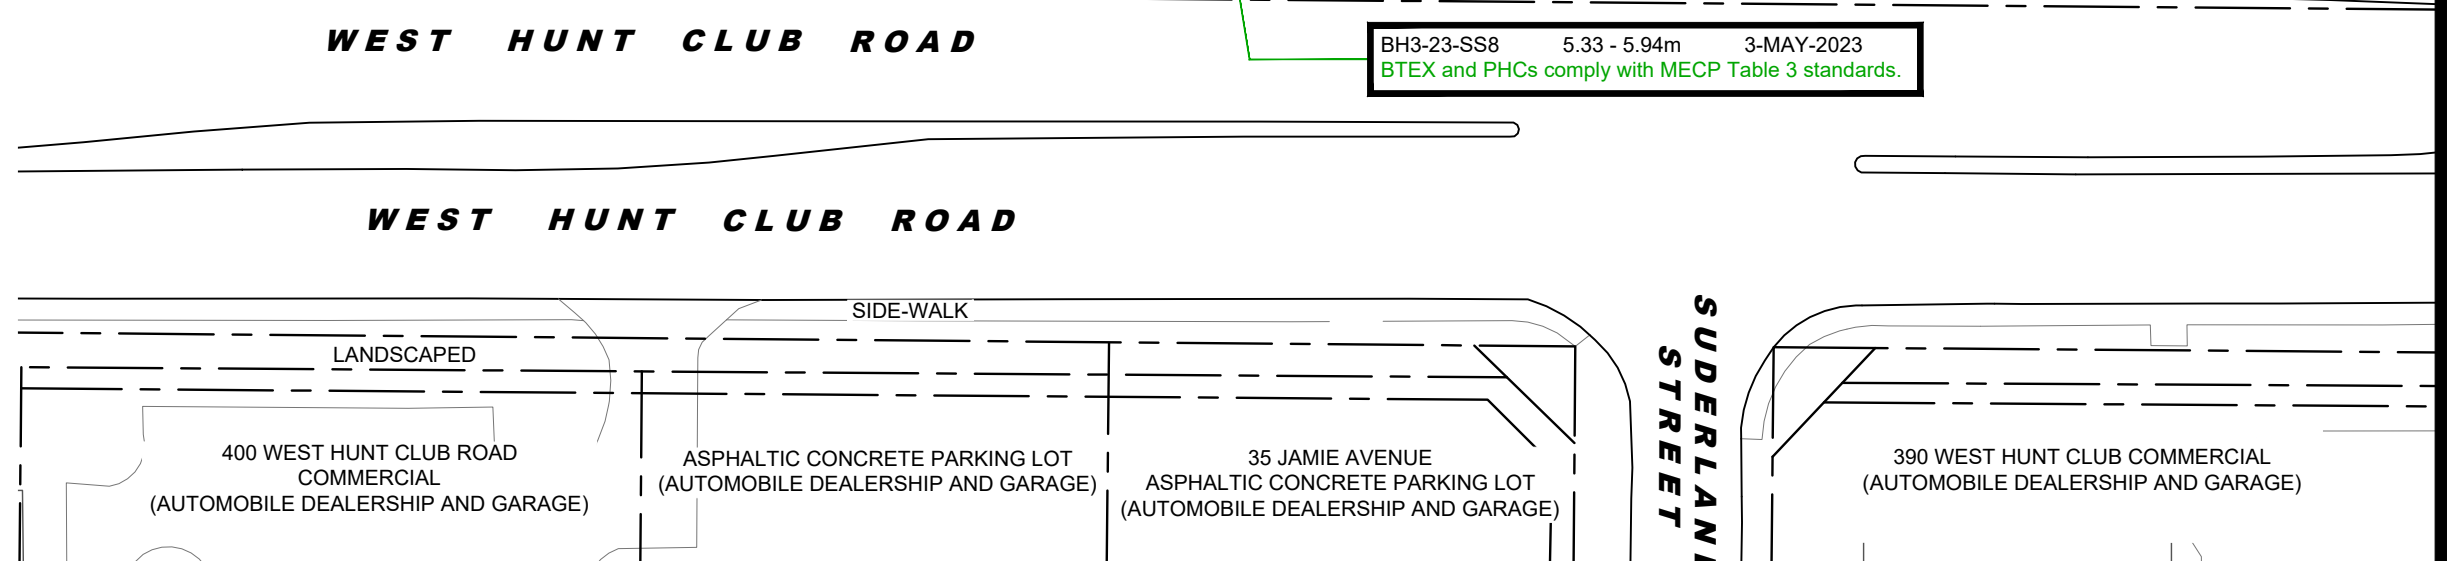 WEST HUNT CLUB ROAD
BH3-23-SS8 5.33 - 5.94m 3-MAY-2023
BTEX and PHCs comply with MECP Table 3 standards.
WEST HUNT CLUB ROAD
SIDE-WALK
LANDSCAPED
400 WEST HUNT CLUB ROAD
COMMERCIAL
(AUTOMOBILE DEALERSHIP AND GARAGE)
ASPHALTIC CONCRETE PARKING LOT
(AUTOMOBILE DEALERSHIP AND GARAGE)
35 JAMIE AVENUE
ASPHALTIC CONCRETE PARKING LOT
(AUTOMOBILE DEALERSHIP AND GARAGE)
SUDERLAN
STREET
390 WEST HUNT CLUB COMMERCIAL
(AUTOMOBILE DEALERSHIP AND GARAGE)